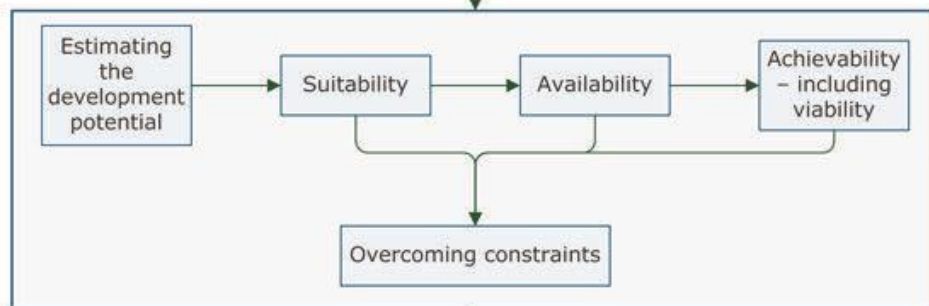 Estimating
the
development
potential
Suitability
Availability
Achievability
– including
viability
Overcoming constraints